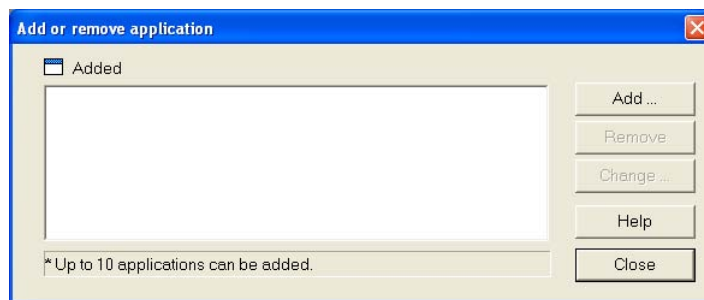 Add or remove application
Added
Add ...
Remove
Change ...
Help
* Up to 10 applications can be added.
Close